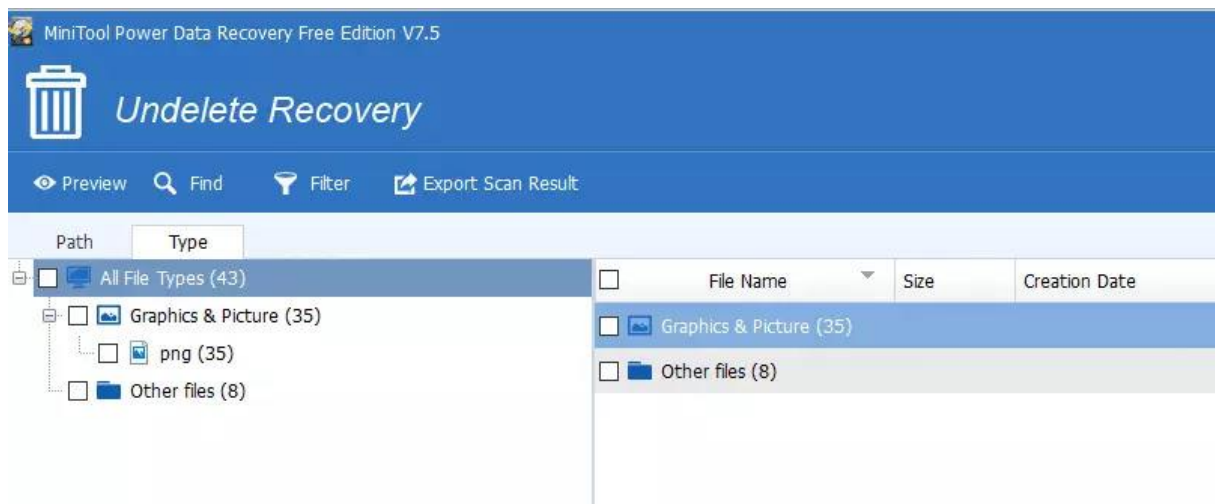 MiniTool Power Data Recovery Free Edition V7.5
Undelete Recovery
Preview Find Filter Export Scan Result
Path Type
All File Types (43)
Graphics & Picture (35)
png (35)
Other files (8)
File Name Size Creation Date
Graphics & Picture (35)
Other files (8)